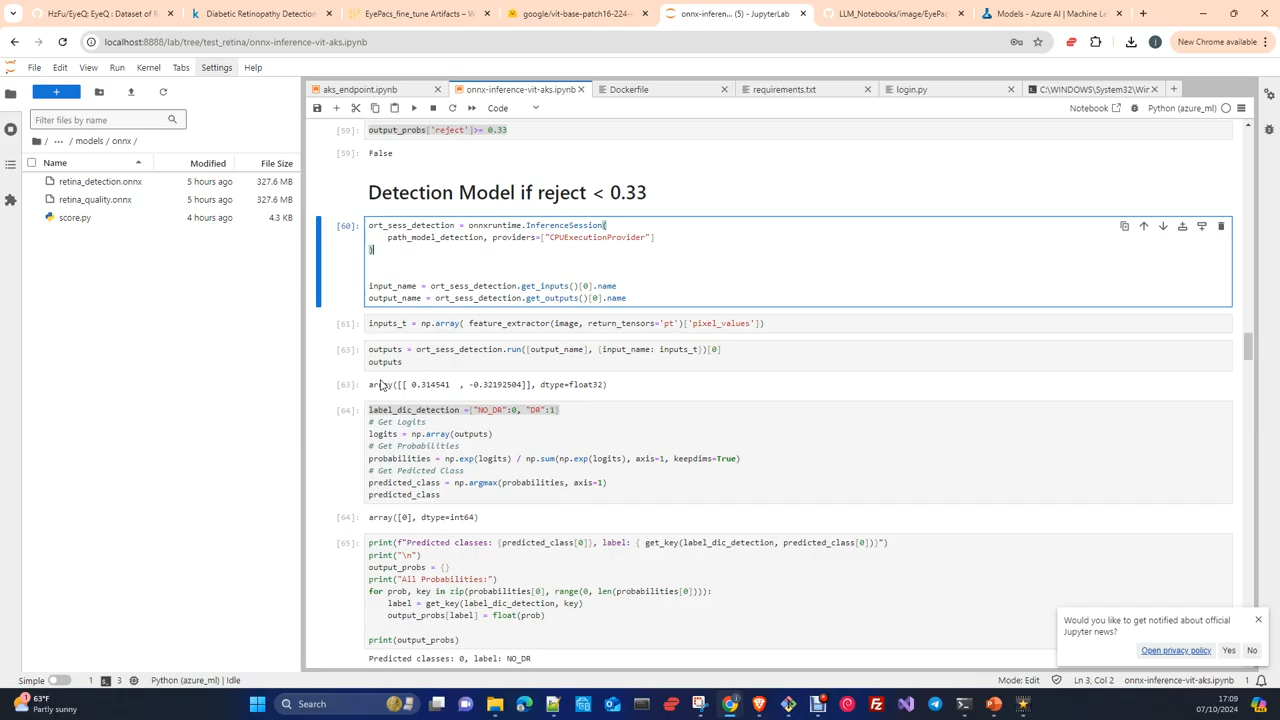 HzFu/EyeQ: EyeQ : Dataset of R
Diabetic Retinopathy Detection
EyePacs_fine_tune Artifacts – W
google/vit-base-patch16-224-i
onnx-inferen... (5) - JupyterLab
LLM_Notebooks/image/EyePac
Models - Azure AI | Machine Le
localhost:8888/lab/tree/test_retina/onnx-inference-vit-aks.ipynb
New Chrome available
File Edit View Run Kernel Tabs Settings Help
aks_endpoint.ipynb
onnx-inference-vit-aks.ipynb
Dockerfile
requirements.txt
login.py
C:\WINDOWS\System32\Wir
Code
Notebook
Python (azure_ml)
Filter files by name
/ ... / models / onnx /
Name Modified File Size
retina_detection.onnx 5 hours ago 327.6 MB
retina_quality.onnx 5 hours ago 327.6 MB
score.py 4 hours ago 4.3 KB
[59]: output_probs['reject']>= 0.33
[59]: False
Detection Model if reject < 0.33
[60]: ort_sess_detection = onnxruntime.InferenceSession(
path_model_detection, providers=["CPUExecutionProvider"]
)
input_name = ort_sess_detection.get_inputs()[0].name
output_name = ort_sess_detection.get_outputs()[0].name
[61]: inputs_t = np.array( feature_extractor(image, return_tensors='pt')['pixel_values'])
[63]: outputs = ort_sess_detection.run([output_name], {input_name: inputs_t})[0]
outputs
[63]: array([[ 0.314541 , -0.32192504]], dtype=float32)
[64]: label_dic_detection ={"NO_DR":0, "DR":1}
# Get Logits
logits = np.array(outputs)
# Get Probabilities
probabilities = np.exp(logits) / np.sum(np.exp(logits), axis=1, keepdims=True)
# Get Pedicted Class
predicted_class = np.argmax(probabilities, axis=1)
predicted_class
[64]: array([0], dtype=int64)
[65]: print(f"Predicted classes: {predicted_class[0]}, label: { get_key(label_dic_detection, predicted_class[0])}")
print("\n")
output_probs = {}
print("All Probabilities:")
for prob, key in zip(probabilities[0], range(0, len(probabilities[0]))):
label = get_key(label_dic_detection, key)
output_probs[label] = float(prob)
print(output_probs)
Predicted classes: 0, label: NO_DR
Would you like to get notified about official
Jupyter news?
Open privacy policy Yes No
Simple 1 3 Python (azure_ml) | Idle
Mode: Edit Ln 3, Col 2 onnx-inference-vit-aks.ipynb 1
63°F
Partly sunny
Search
17:09
07/10/2024